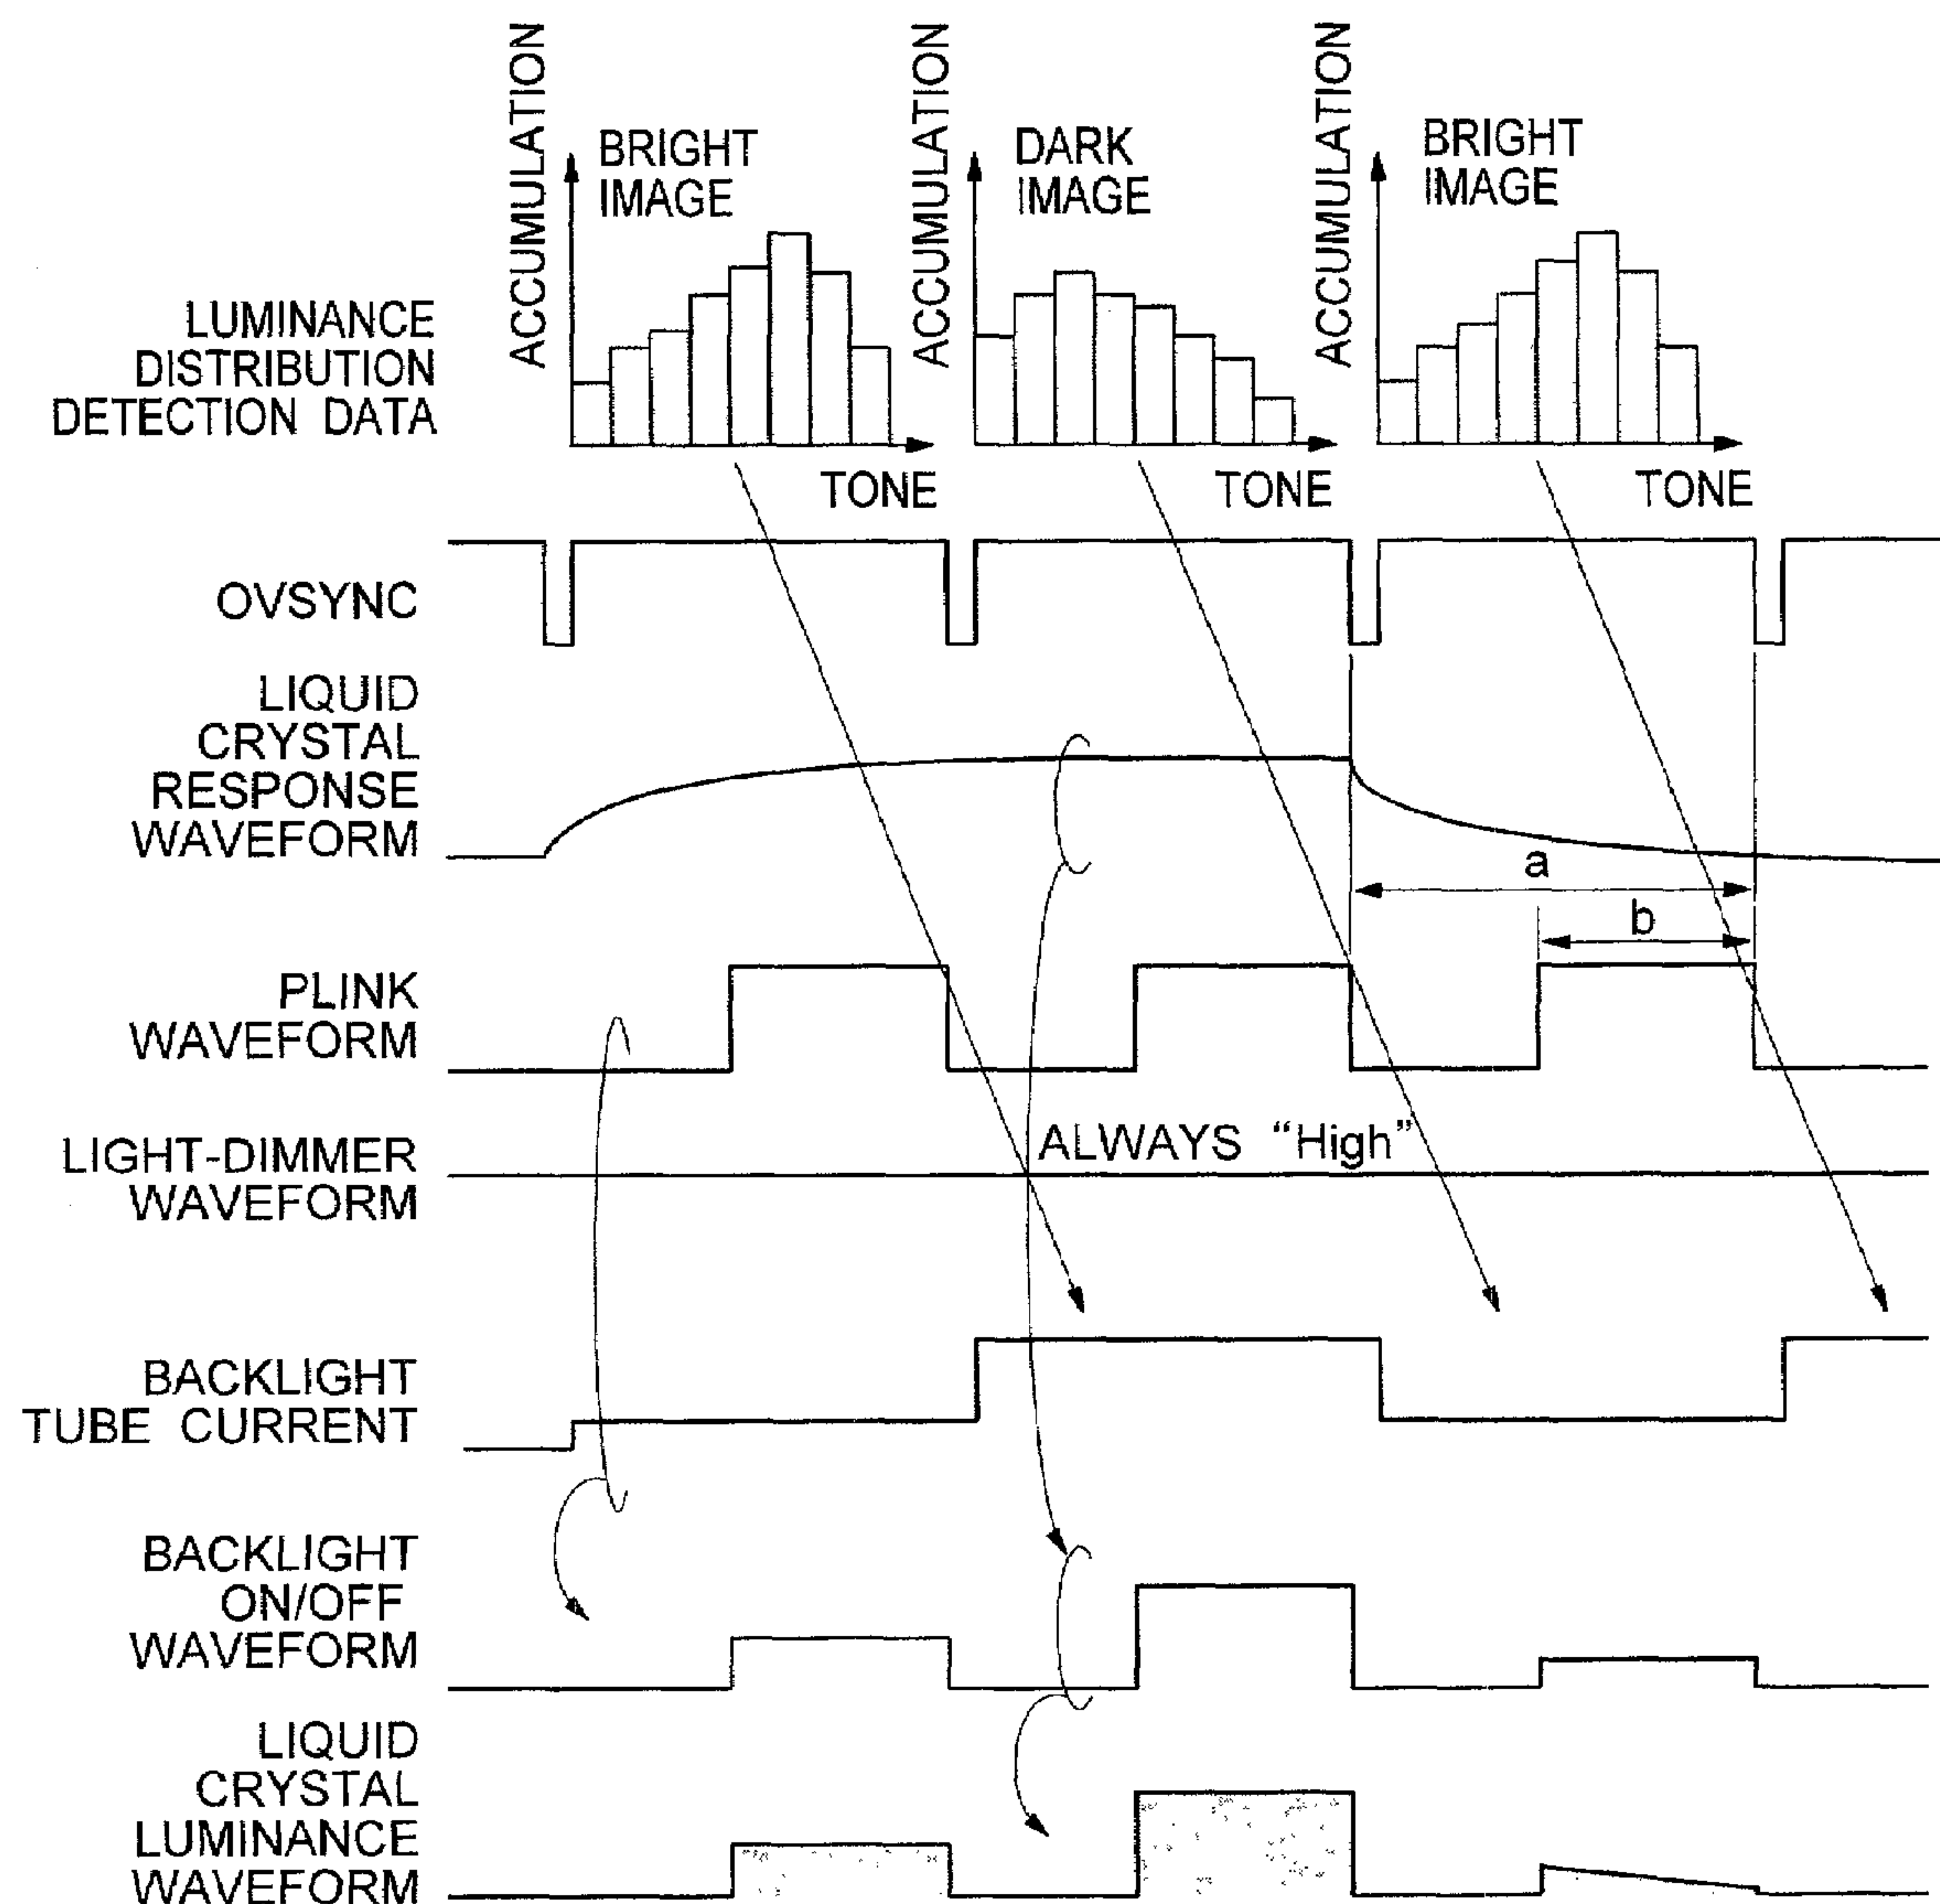 ACCUMULATION
BRIGHT
IMAGE
ACCUMULATION
DARK
IMAGE
ACCUMULATION
BRIGHT
IMAGE
LUMINANCE
DISTRIBUTION
DETECTION DATA
TONE
TONE
TONE
OVSYNC
LIQUID
CRYSTAL
RESPONSE
WAVEFORM
a
b
PLINK
WAVEFORM
ALWAYS “High”
LIGHT-DIMMER
WAVEFORM
BACKLIGHT
TUBE CURRENT
BACKLIGHT
ON/OFF
WAVEFORM
LIQUID
CRYSTAL
LUMINANCE
WAVEFORM